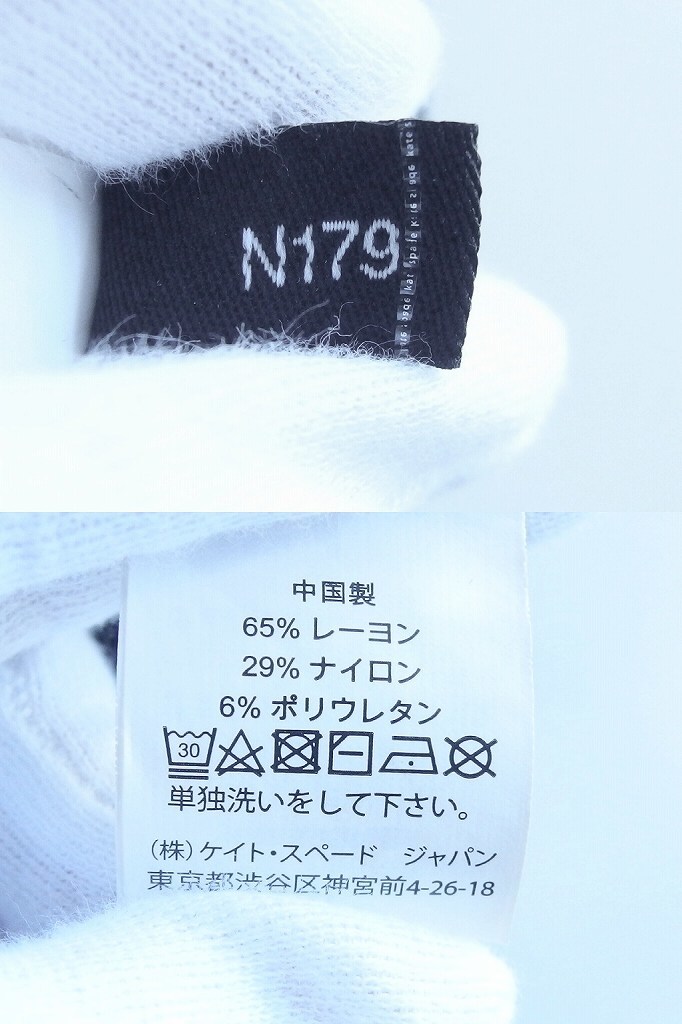 N179
中国製
65% レーヨン
29% ナイロン
6% ポリウレタン
30
単独洗いをして下さい。
(株)ケイト・スペード ジャパン
東京都渋谷区神宮前4-26-18